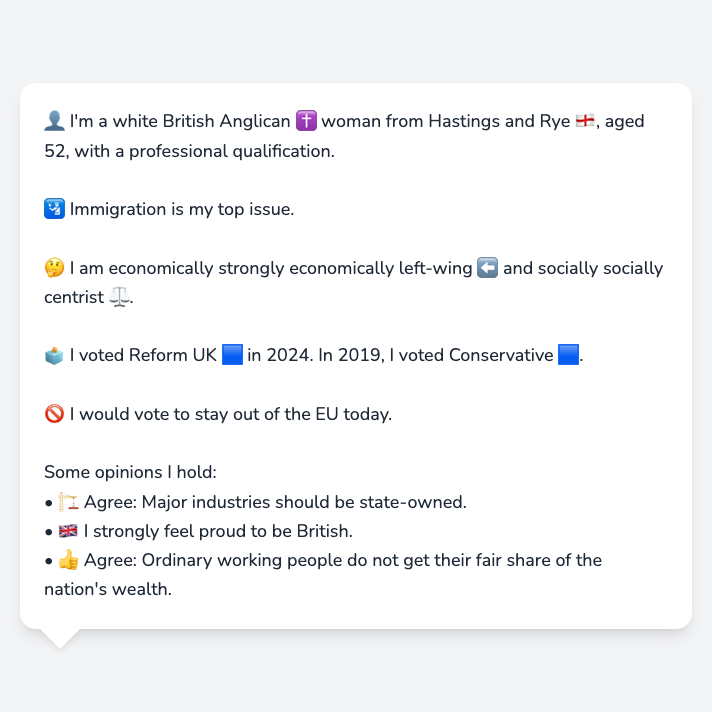 👤 I'm a white British Anglican ✝️ woman from Hastings and Rye 🏴󠁧󠁢󠁥󠁮󠁧󠁿, aged
52, with a professional qualification.
🛂 Immigration is my top issue.
🤔 I am economically strongly economically left-wing ⬅️ and socially socially
centrist ⚖️.
🗳️ I voted Reform UK 🟦 in 2024. In 2019, I voted Conservative 🟦.
🚫 I would vote to stay out of the EU today.
Some opinions I hold:
• 🏗️ Agree: Major industries should be state-owned.
• 🇬🇧 I strongly feel proud to be British.
• 👍 Agree: Ordinary working people do not get their fair share of the
nation's wealth.